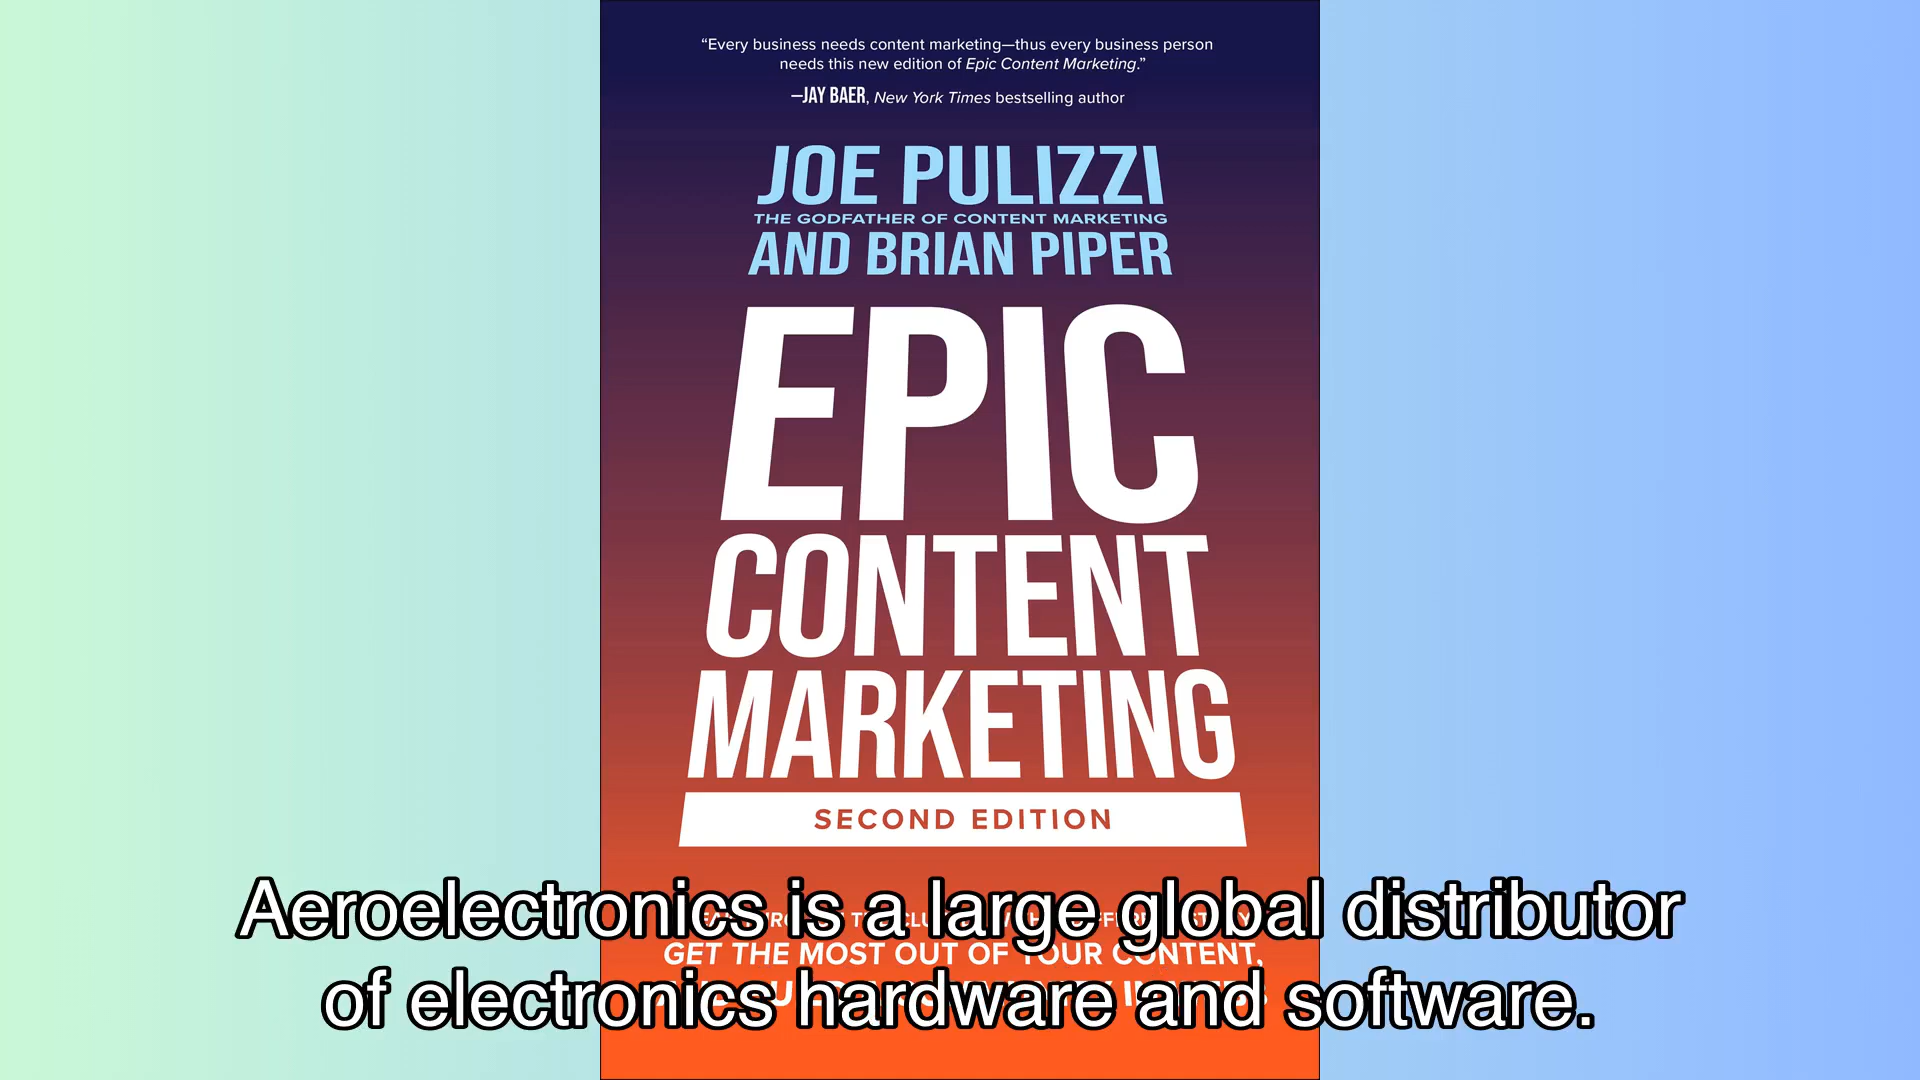 “Every business needs content marketing—thus every business person
needs this new edition of Epic Content Marketing.”
—JAY BAER, New York Times bestselling author
JOE PULIZZI
THE GODFATHER OF CONTENT MARKETING
AND BRIAN PIPER
EPIC
CONTENT
MARKETING
SECOND EDITION
GET THE MOST OUT OF YOUR CONTENT,
Aeroelectronics is a large global distributor
of electronics hardware and software.